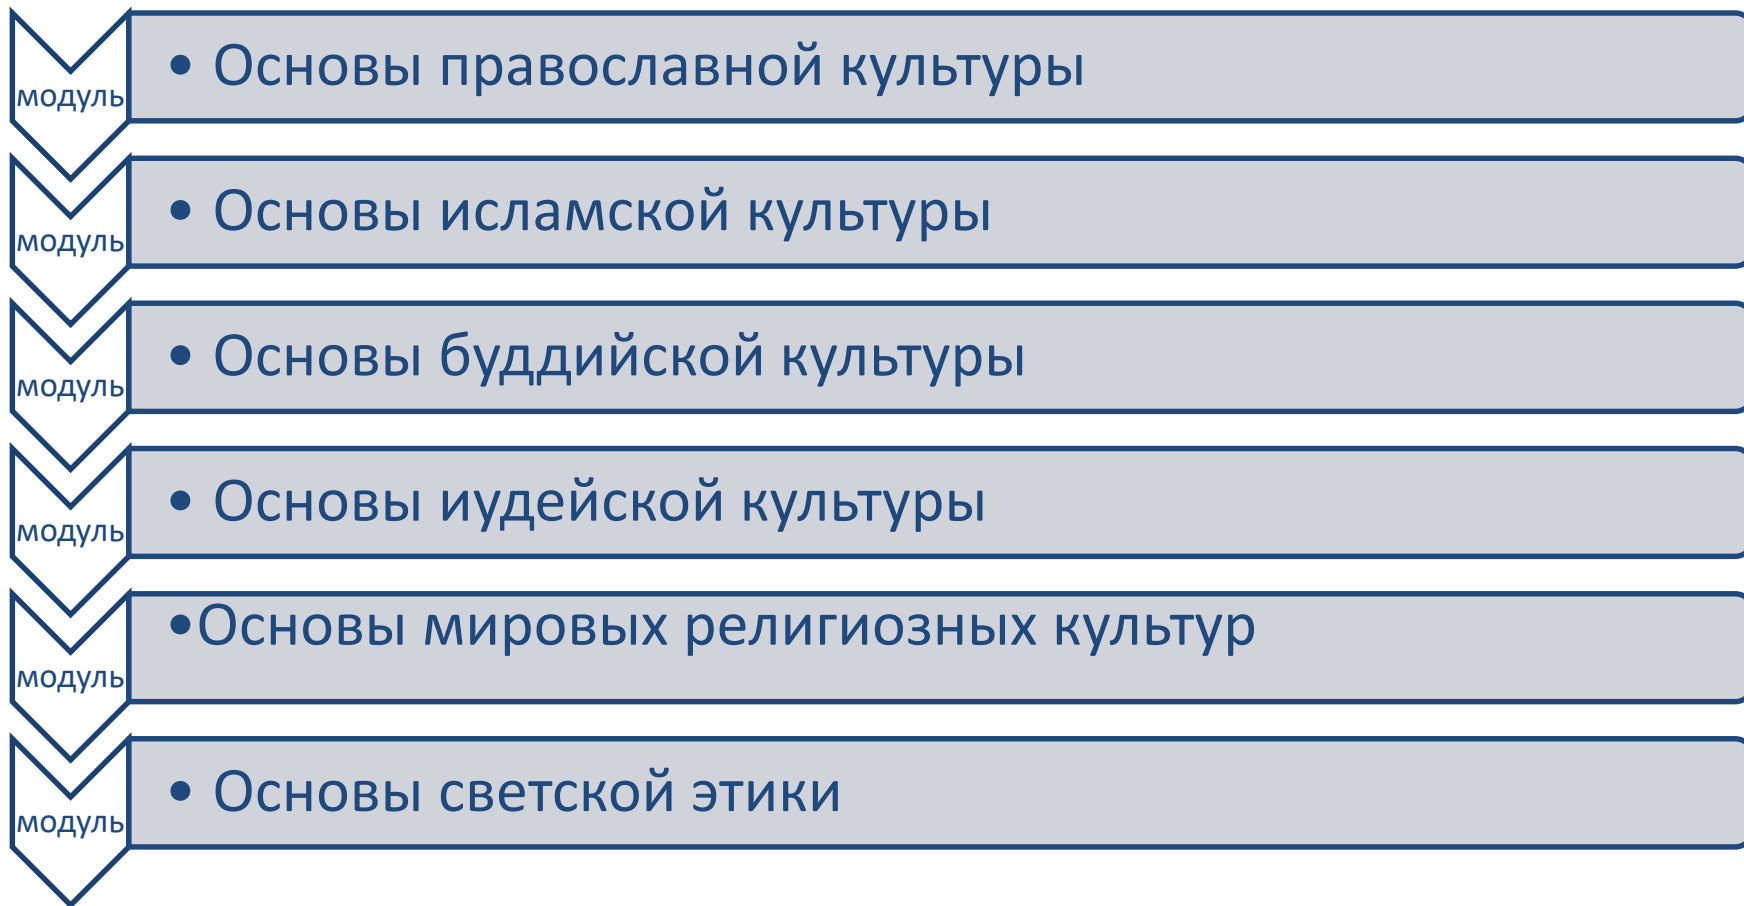 модуль
• Основы православной культуры
модуль
• Основы исламской культуры
модуль
• Основы буддийской культуры
модуль
• Основы иудейской культуры
модуль
•Основы мировых религиозных культур
модуль
• Основы светской этики